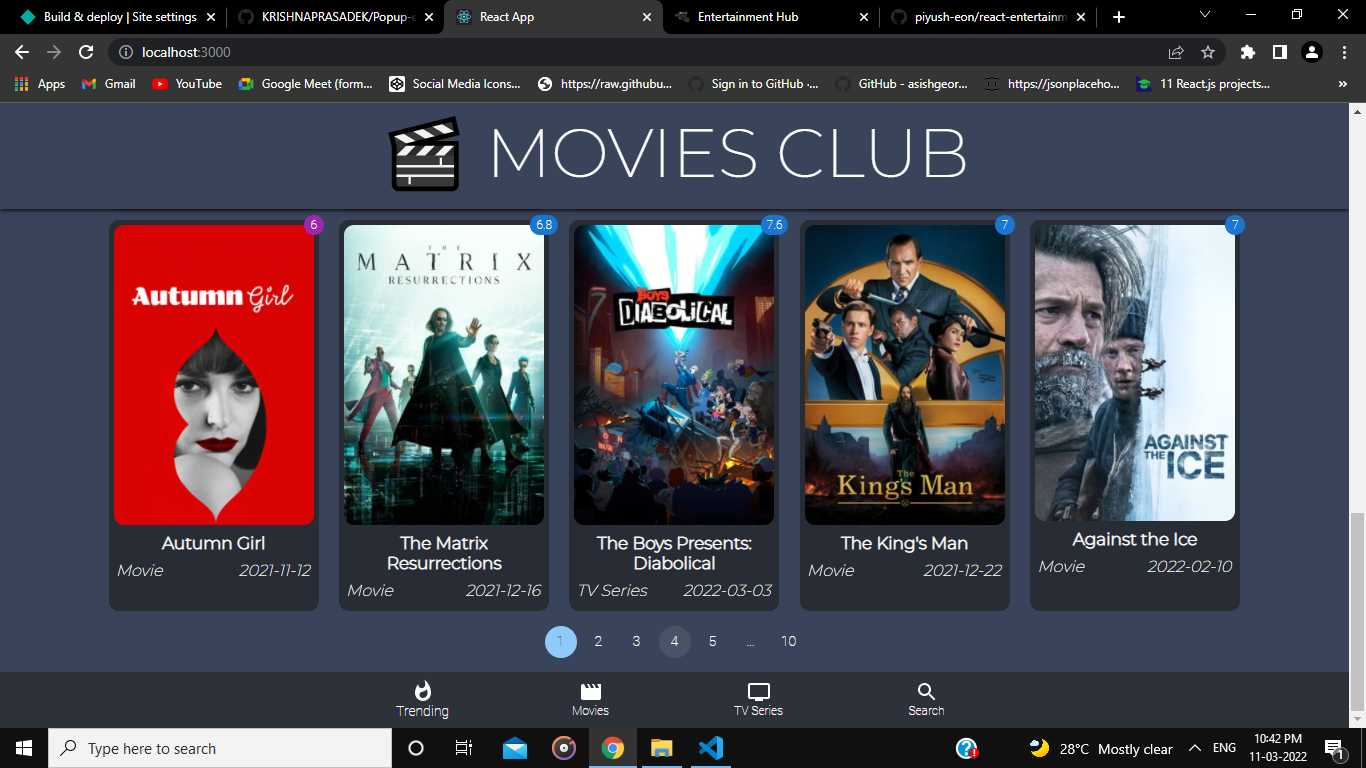 Build & deploy | Site settings
KRISHNAPRASADEK/Popup-c
React App
Entertainment Hub
piyush-eon/react-entertainm
localhost:3000
Apps
Gmail
YouTube
Google Meet (form...
Social Media Icons...
https://raw.githubu...
Sign in to GitHub ·...
GitHub - asishgeor...
https://jsonplaceho...
11 React.js projects...
»
MOVIES CLUB
6
6.8
7.6
7
7
Autumn Girl
THE
MATRIX
RESURRECTIONS
THE BOYS
DIABOLICAL
The
King's Man
AGAINST
THE ICE
Autumn Girl
Movie 2021-11-12
The Matrix
Resurrections
Movie 2021-12-16
The Boys Presents:
Diabolical
TV Series 2022-03-03
The King's Man
Movie 2021-12-22
Against the Ice
Movie 2022-02-10
1 2 3 4 5 ... 10
Trending
Movies
TV Series
Search
Type here to search
28°C Mostly clear
ENG
10:42 PM
11-03-2022
1